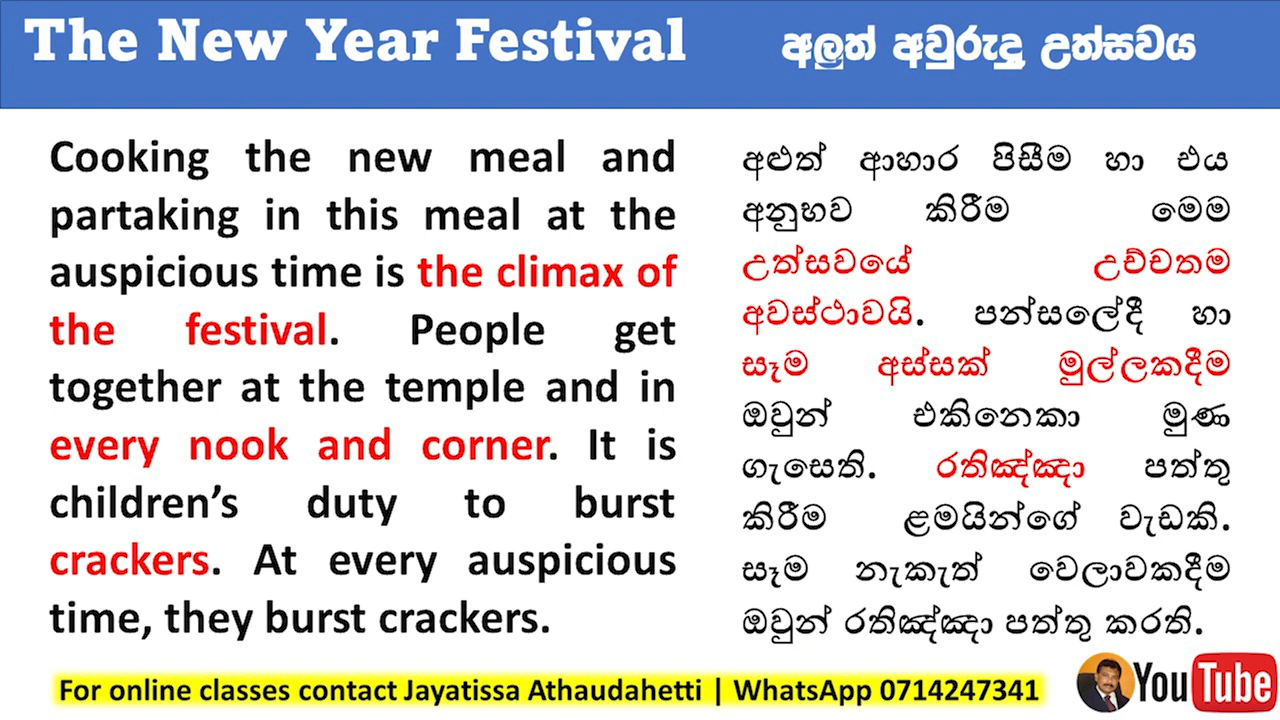 The New Year Festival
අලුත් අවුරුදු උත්සවය
Cooking the new meal and
partaking in this meal at the
auspicious time is the climax of
the festival. People get
together at the temple and in
every nook and corner. It is
children’s duty to burst
crackers. At every auspicious
time, they burst crackers.
අළුත් ආහාර පිසීම හා එය
අනුභව කිරීම මෙම
උත්සවයේ උච්චතම
අවස්ථාවයි. පන්සලේදී හා
සෑම අස්සක් මුල්ලකදීම
ඔවුන් එකිනෙකා මුණ
ගැසෙති. රතිඤ්ඤා පත්තු
කිරීම ළමයින්ගේ වැඩකි.
සෑම නැකැත් වෙලාවකදීම
ඔවුන් රතිඤ්ඤා පත්තු කරති.
For online classes contact Jayatissa Athaudahetti | WhatsApp 0714247341
YouTube